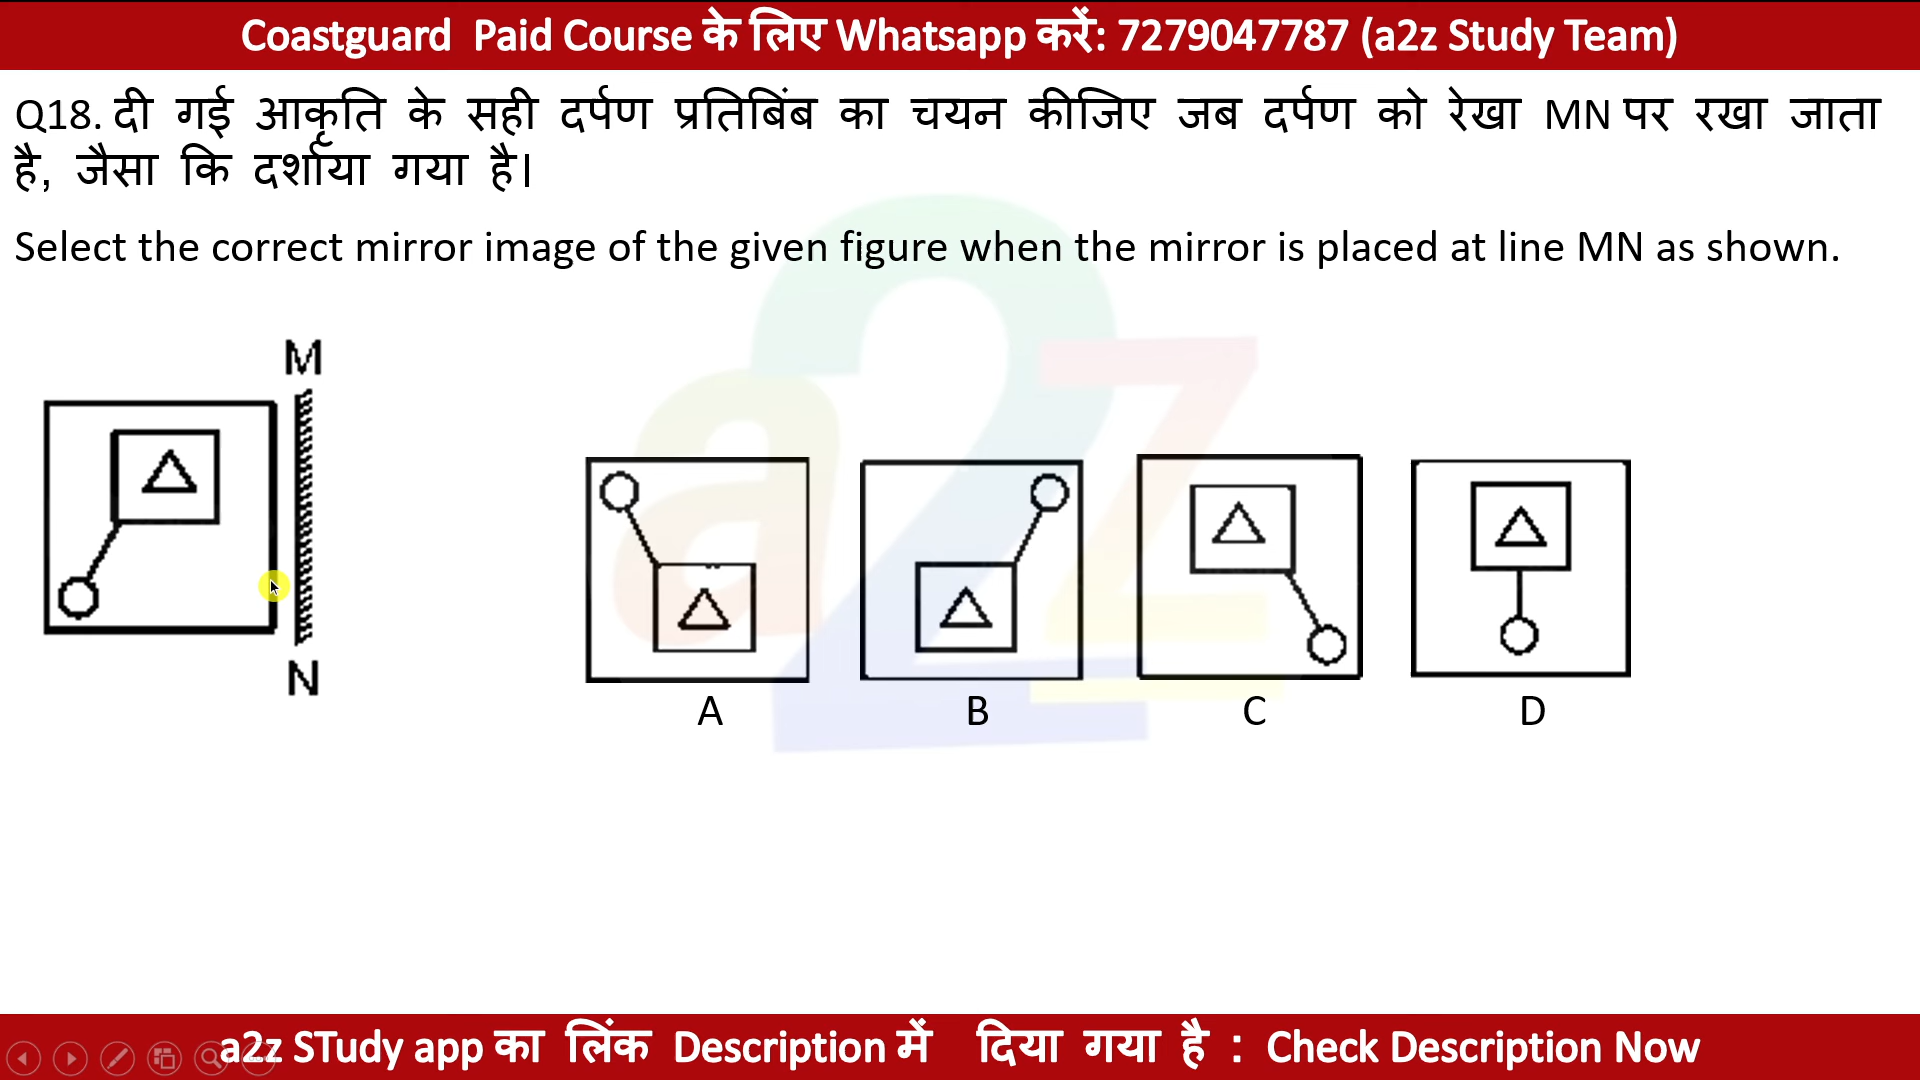 Coastguard Paid Course के लिए Whatsapp करें: 7279047787 (a2z Study Team)
Q18. दी गई आकृति के सही दर्पण प्रतिबिंब का चयन कीजिए जब दर्पण को रेखा MN पर रखा जाता
है, जैसा कि दर्शाया गया है।
Select the correct mirror image of the given figure when the mirror is placed at line MN as shown.
M
N
A B C D
a2z
a2z STudy app का लिंक Description में दिया गया है : Check Description Now